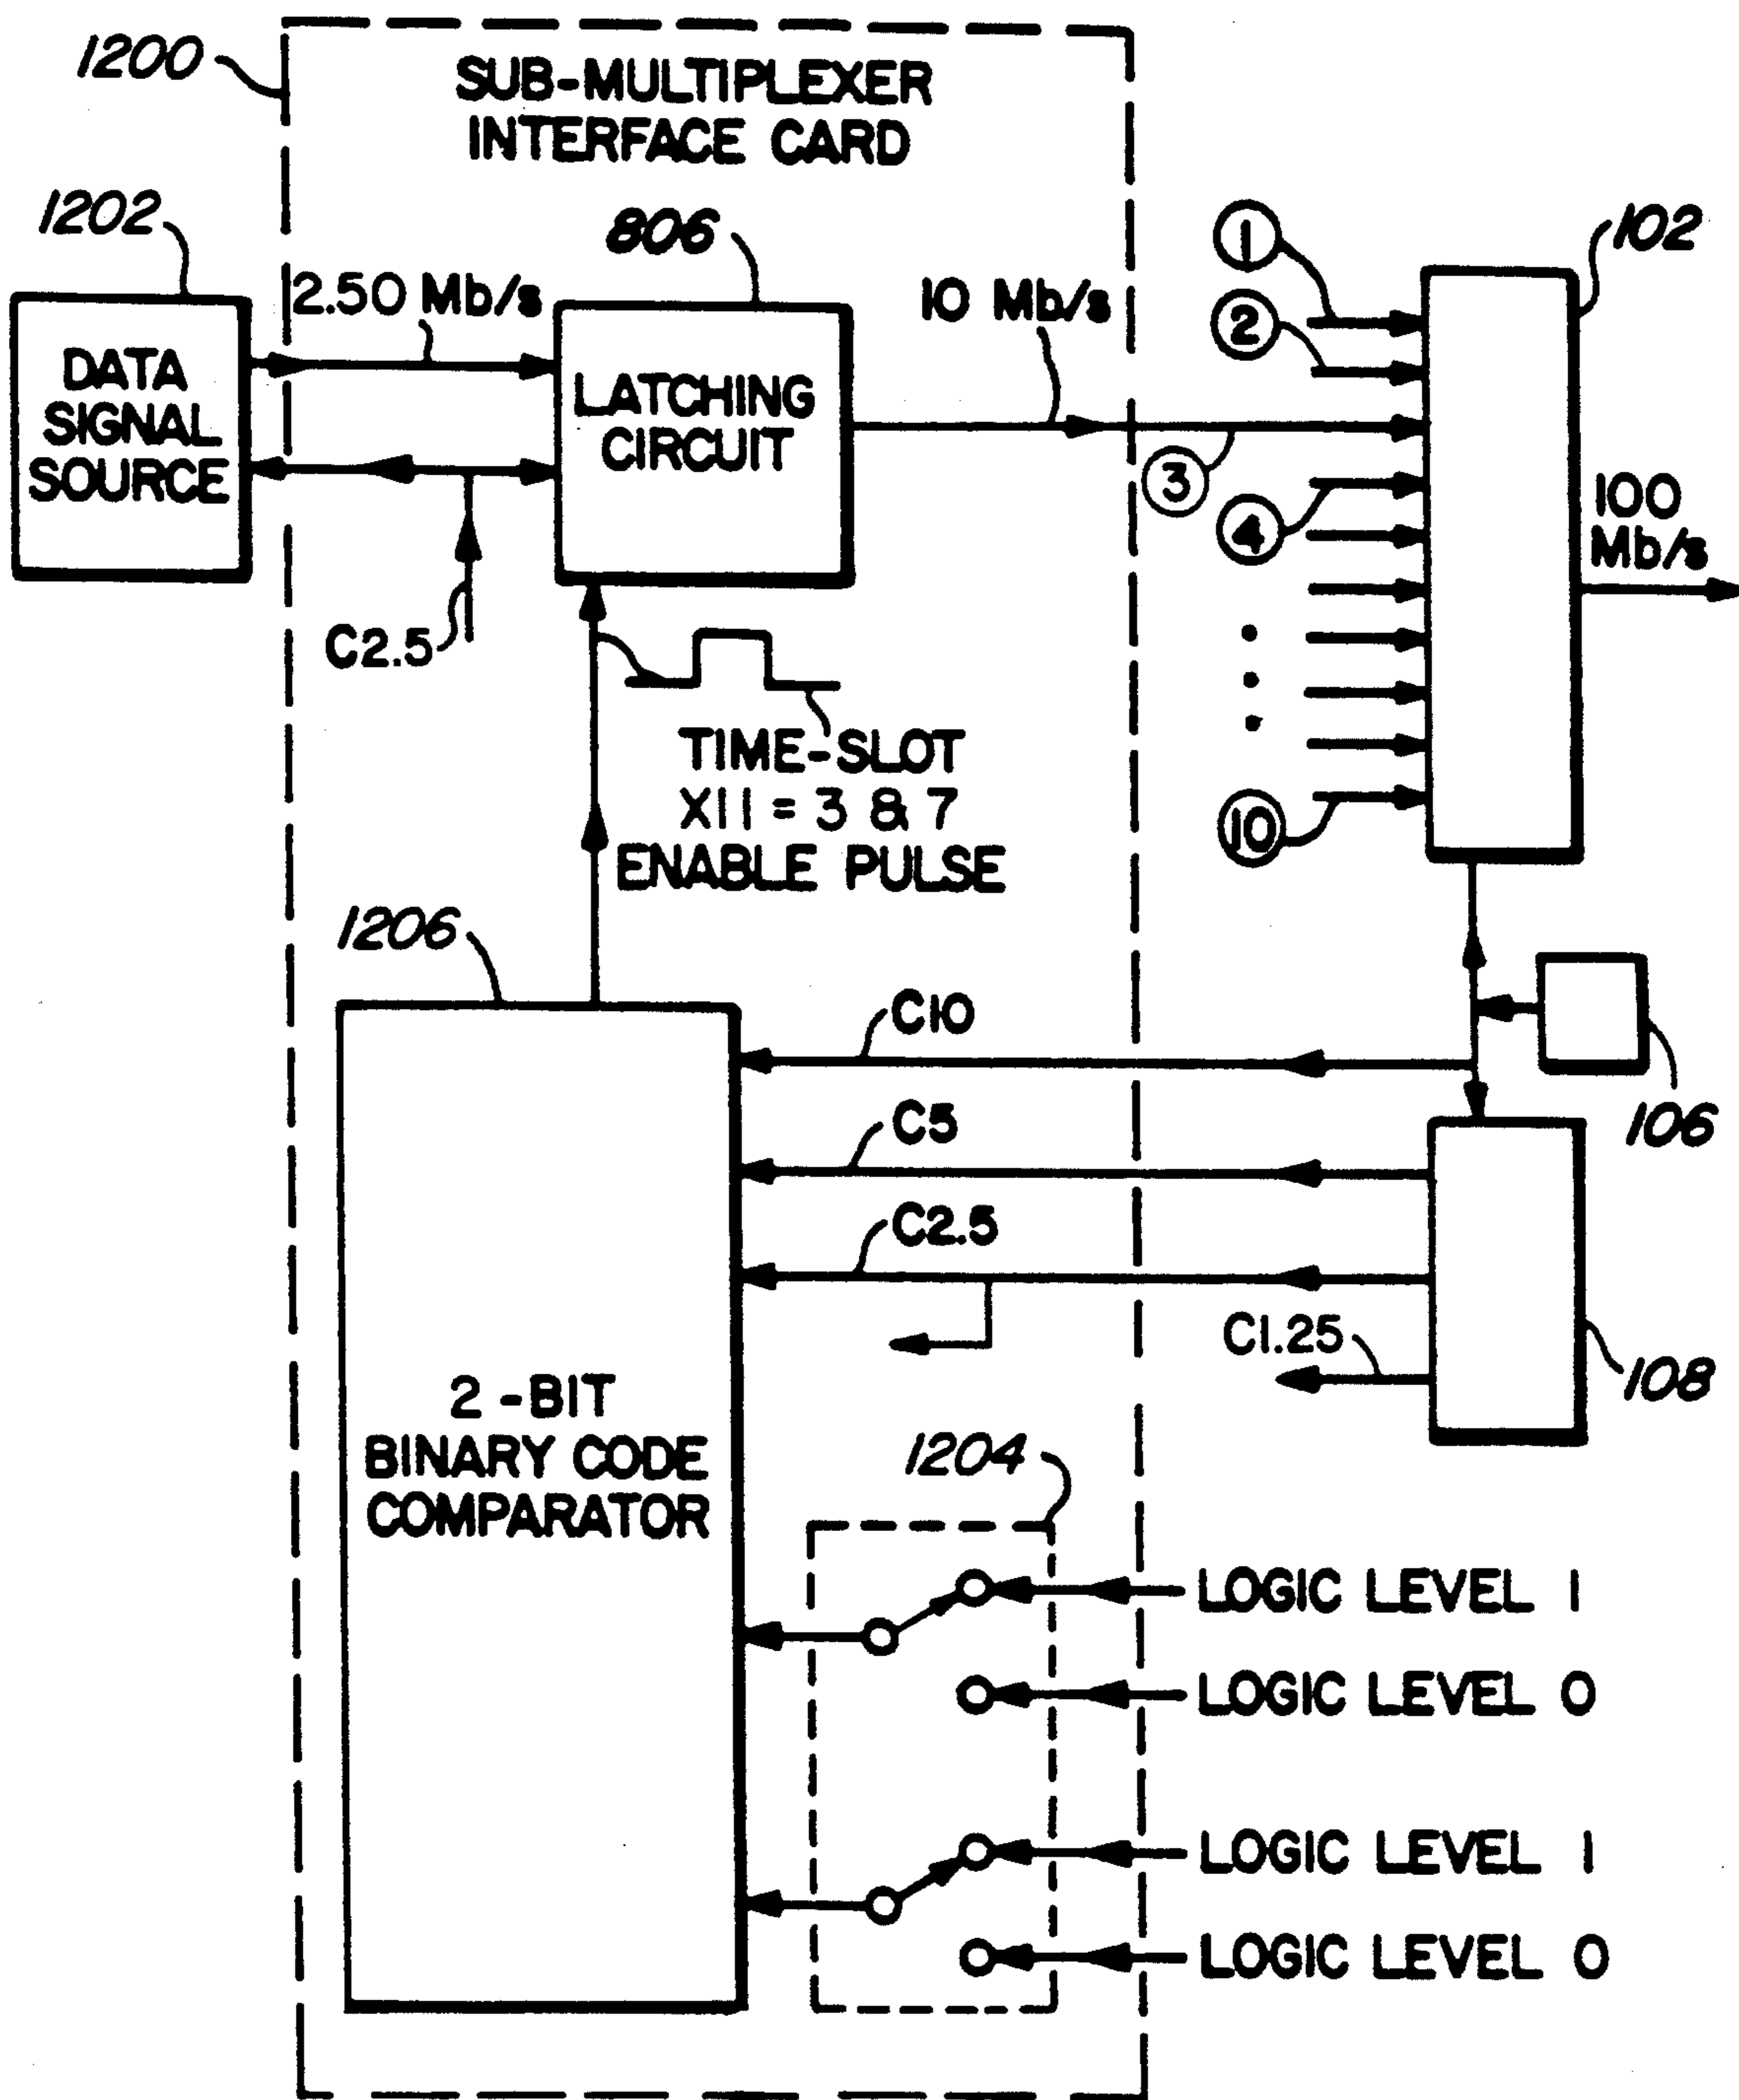 1200
SUB-MULTIPLEXER
INTERFACE CARD
1202
806
102
2.50 Mb/s
10 Mb/s
1
2
DATA
SIGNAL
SOURCE
LATCHING
CIRCUIT
3
4
100
Mb/s
C2.5
TIME-SLOT
X11 = 3 & 7
ENABLE PULSE
10
1206
C10
106
C5
C2.5
C1.25
108
2-BIT
BINARY CODE
COMPARATOR
1204
LOGIC LEVEL 1
LOGIC LEVEL 0
LOGIC LEVEL 1
LOGIC LEVEL 0